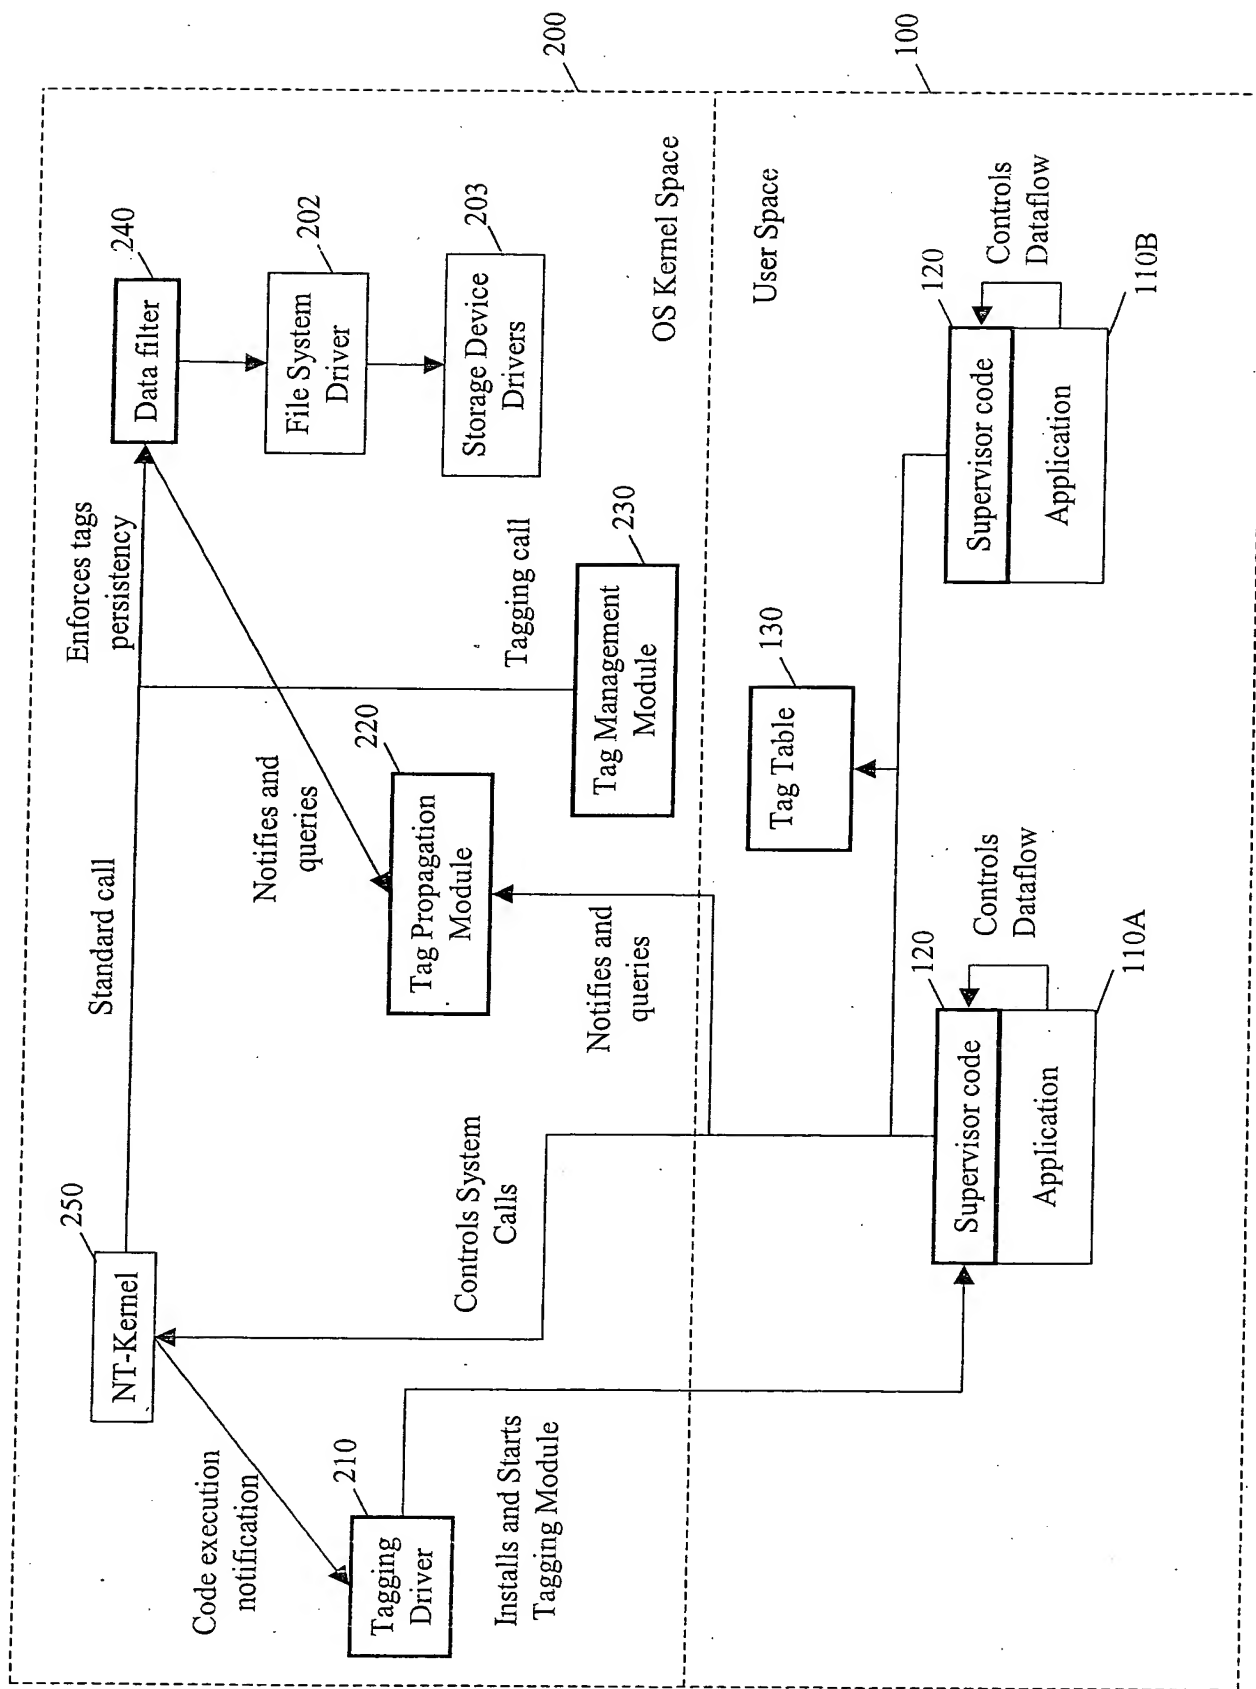 200
100
250
NT-Kernel
Standard call
Enforces tags
persistency
240
Data filter
202
File System
Driver
203
Storage Device
Drivers
OS Kernel Space
Code execution
notification
210
Tagging
Driver
Installs and Starts
Tagging Module
Controls System
Calls
Notifies and
queries
220
Tag Propagation
Module
Notifies and
queries
Tagging call
230
Tag Management
Module
User Space
130
Tag Table
120
Supervisor code
Application
Controls
Dataflow
110A
120
Supervisor code
Application
Controls
Dataflow
110B